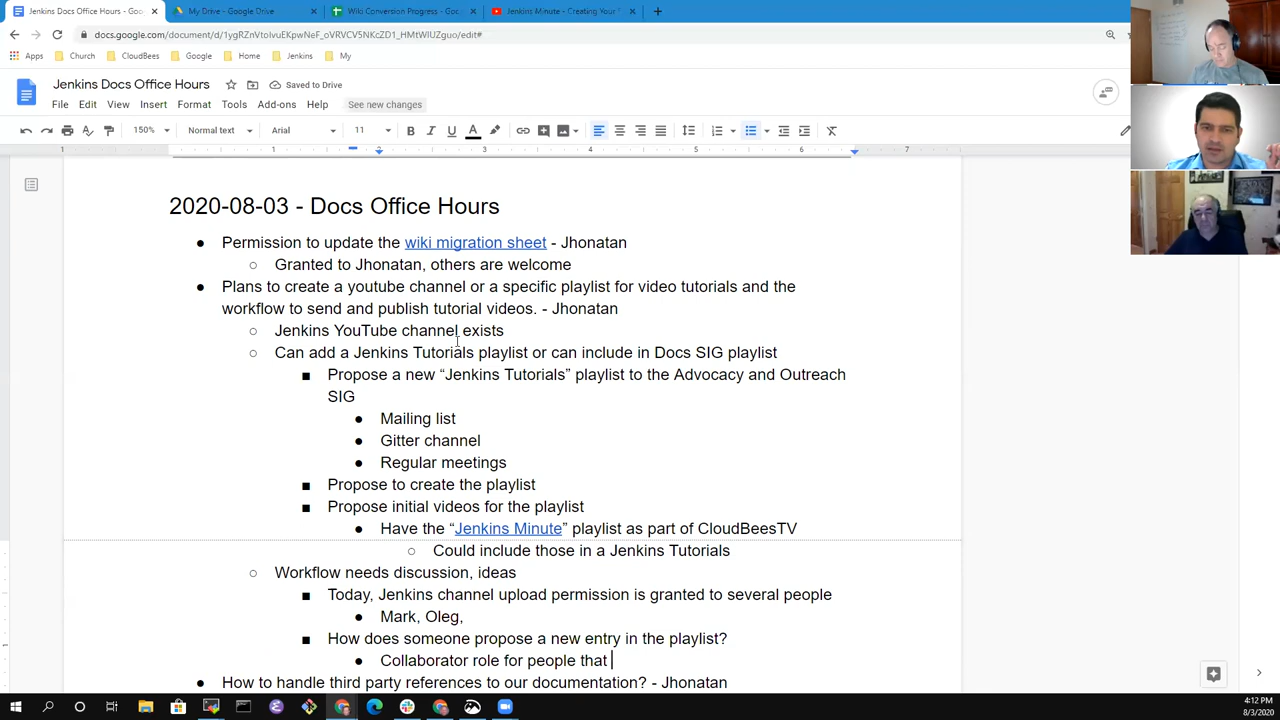 Jenkins Docs Office Hours - Goo
My Drive - Google Drive
Wiki Conversion Progress - Goo
Jenkins Minute - Creating Your
docs.google.com/document/d/
Apps
Church
CloudBees
Google
Home
Jenkins
My
Jenkins Docs Office Hours
Saved to Drive
File Edit View Insert Format Tools Add-ons Help See new changes
150% Normal text Arial 11 B I U A
1 1 2 3 4 5 6 7
2020-08-03 - Docs Office Hours
● Permission to update the wiki migration sheet - Jhonatan
○ Granted to Jhonatan, others are welcome
● Plans to create a youtube channel or a specific playlist for video tutorials and the
workflow to send and publish tutorial videos. - Jhonatan
○ Jenkins YouTube channel exists
○ Can add a Jenkins Tutorials playlist or can include in Docs SIG playlist
■ Propose a new “Jenkins Tutorials” playlist to the Advocacy and Outreach
SIG
● Mailing list
● Gitter channel
● Regular meetings
■ Propose to create the playlist
■ Propose initial videos for the playlist
● Have the “Jenkins Minute” playlist as part of CloudBeesTV
○ Could include those in a Jenkins Tutorials
○ Workflow needs discussion, ideas
■ Today, Jenkins channel upload permission is granted to several people
● Mark, Oleg,
■ How does someone propose a new entry in the playlist?
● Collaborator role for people that
● How to handle third party references to our documentation? - Jhonatan
4:12 PM
8/3/2020